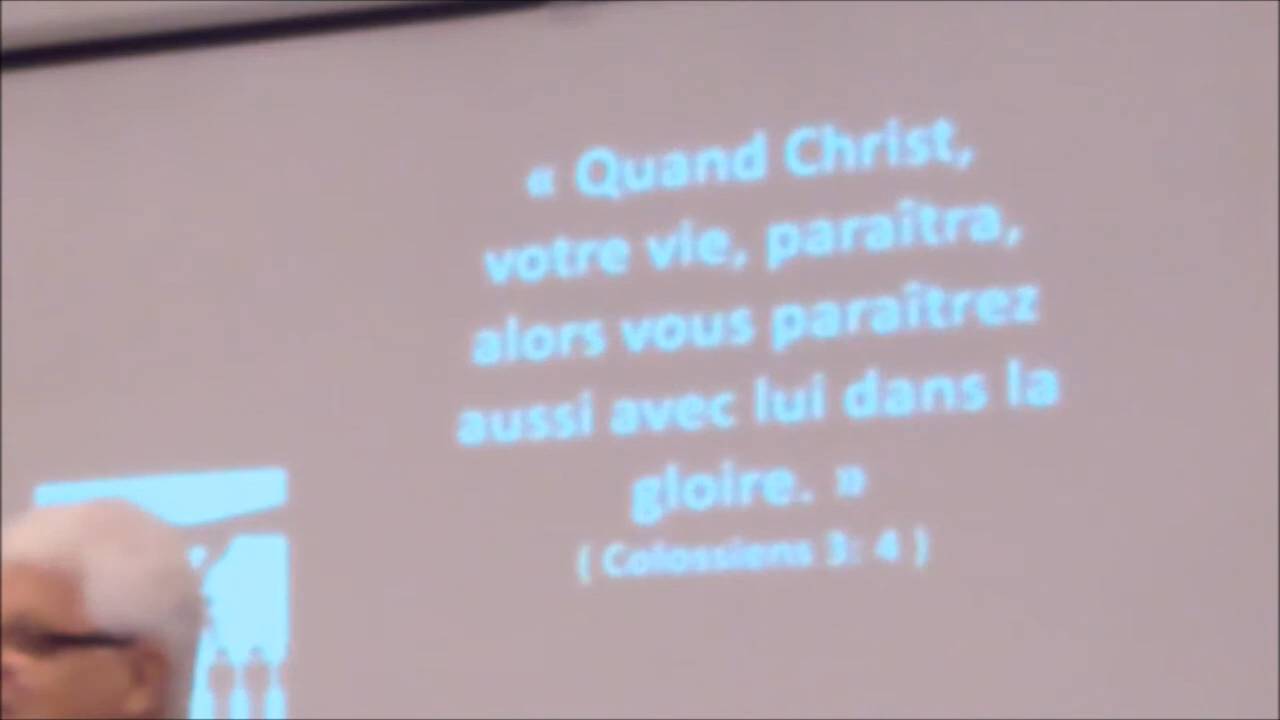 « Quand Christ,
votre vie, paraîtra,
alors vous paraîtrez
aussi avec lui dans la
gloire. »
( Colossiens 3: 4 )